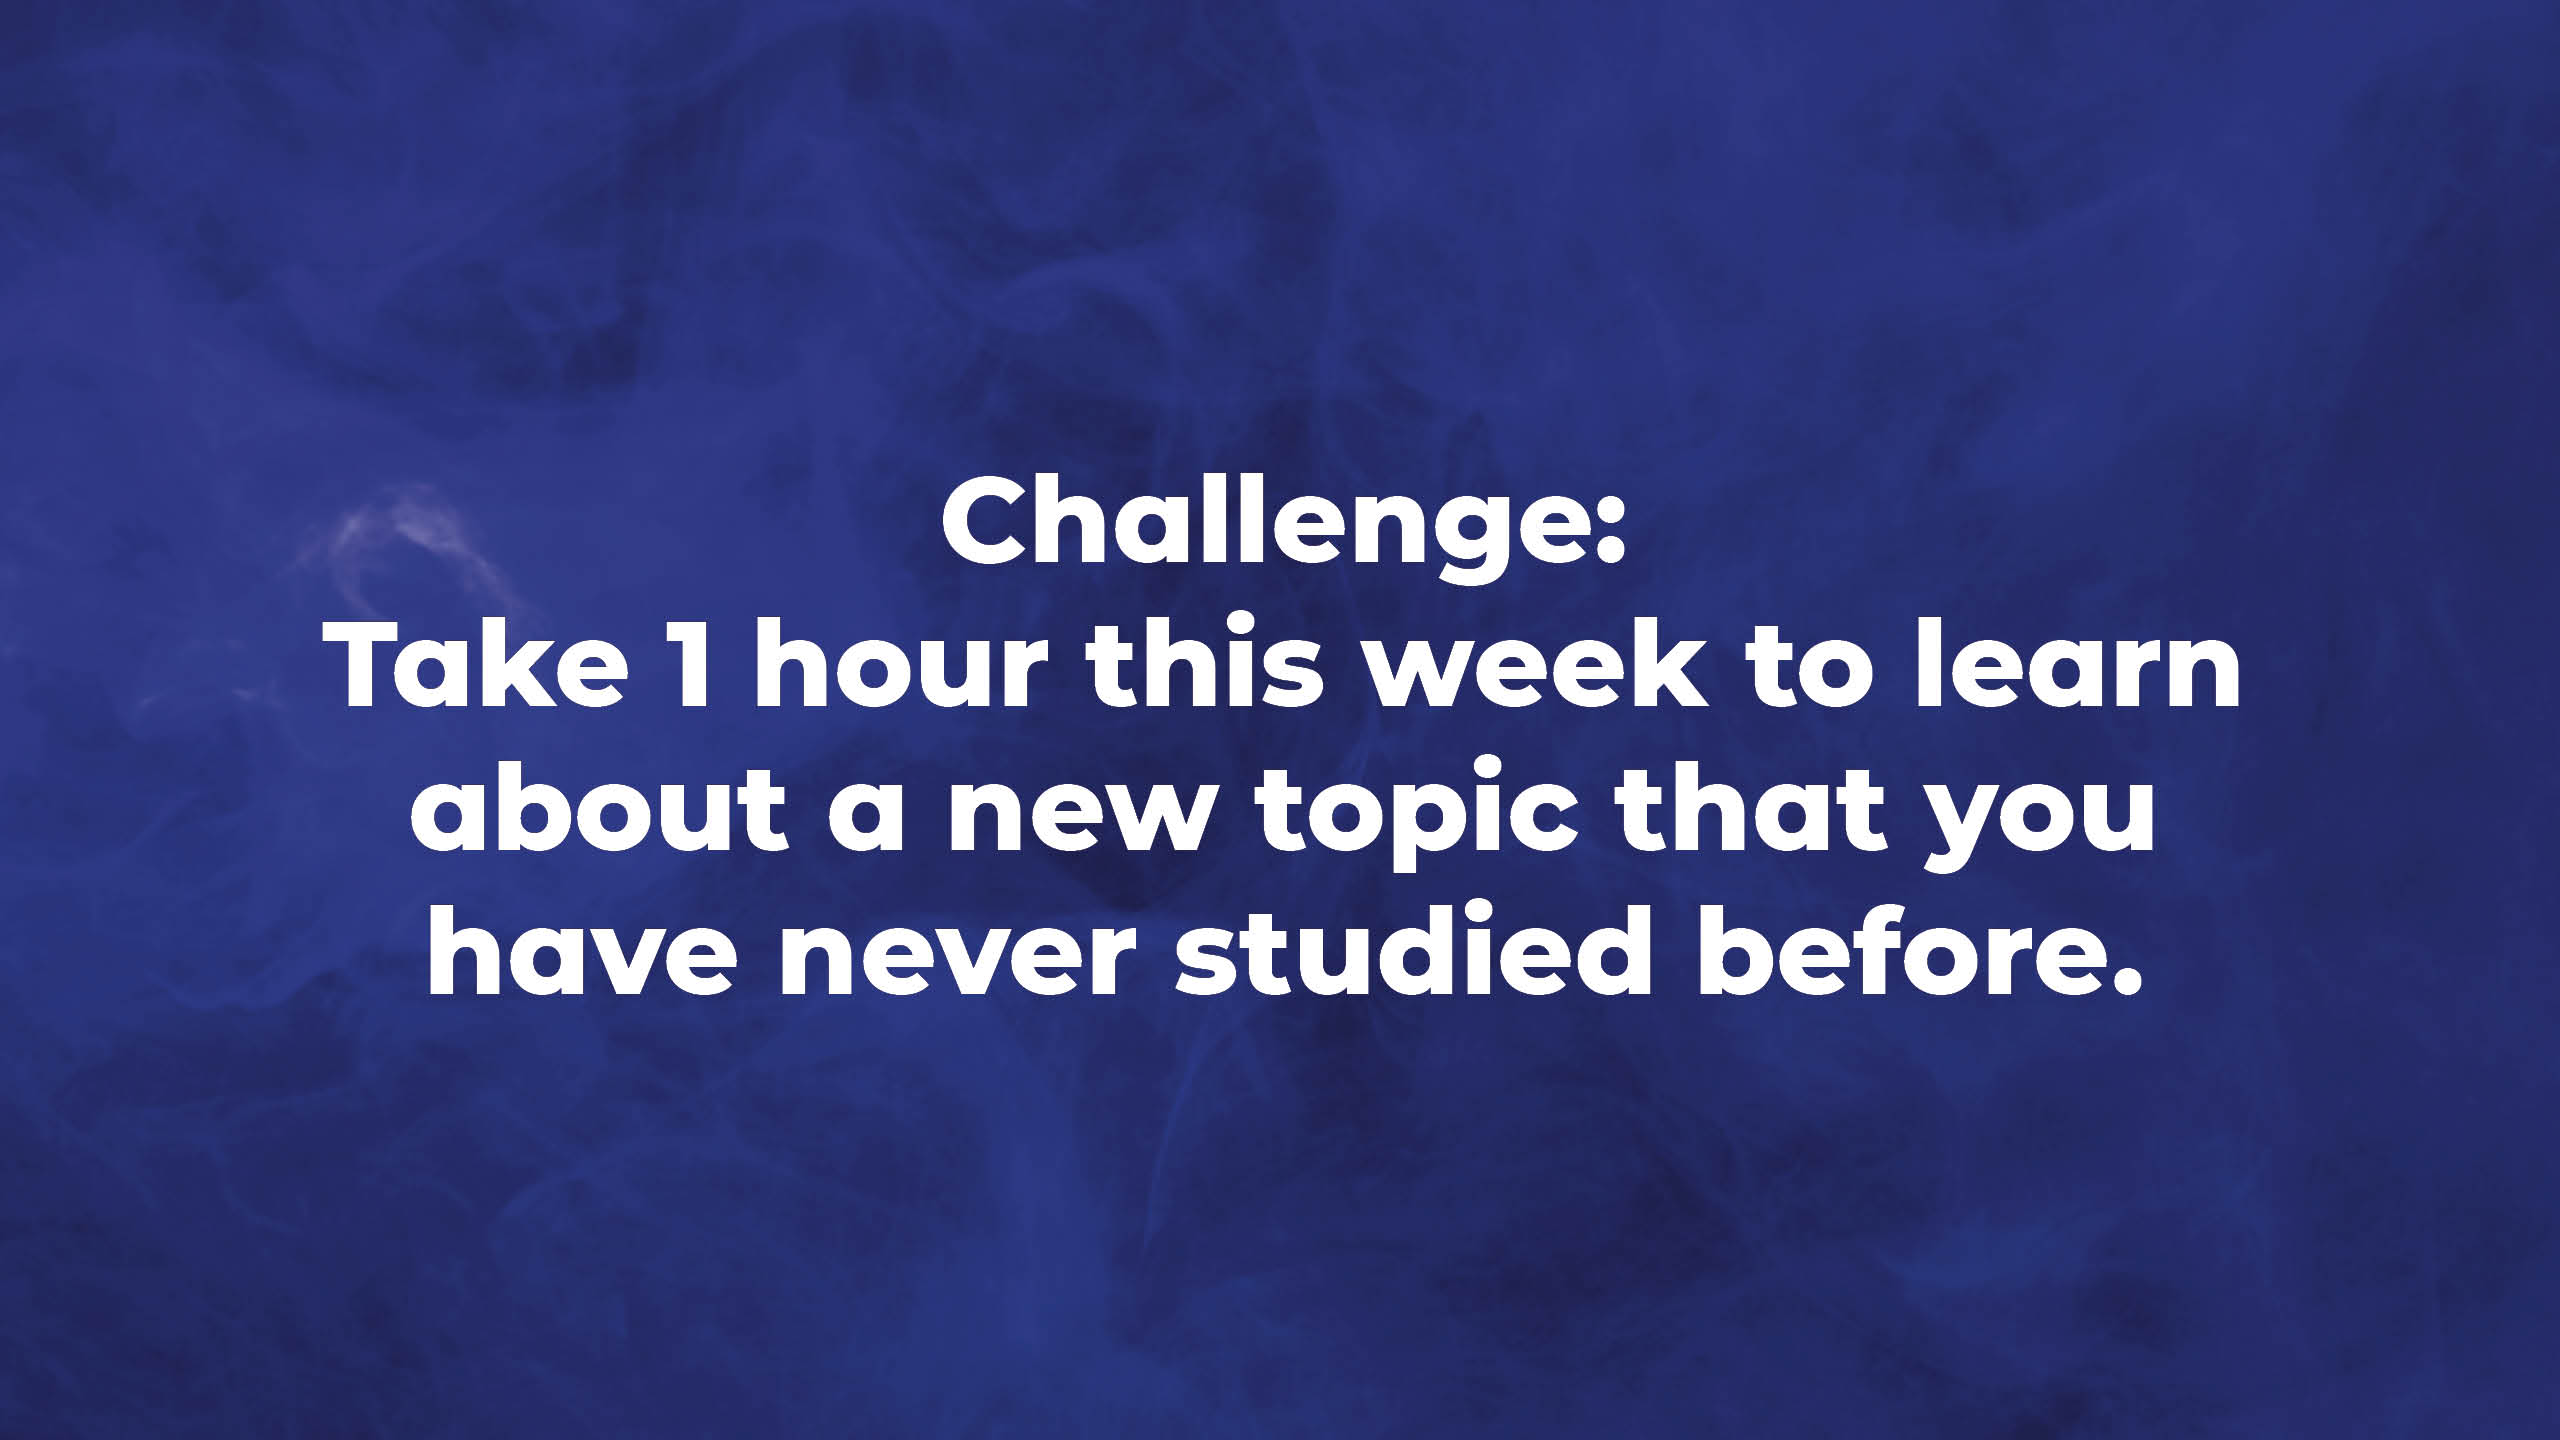 Challenge:
Take 1 hour this week to learn
about a new topic that you
have never studied before.